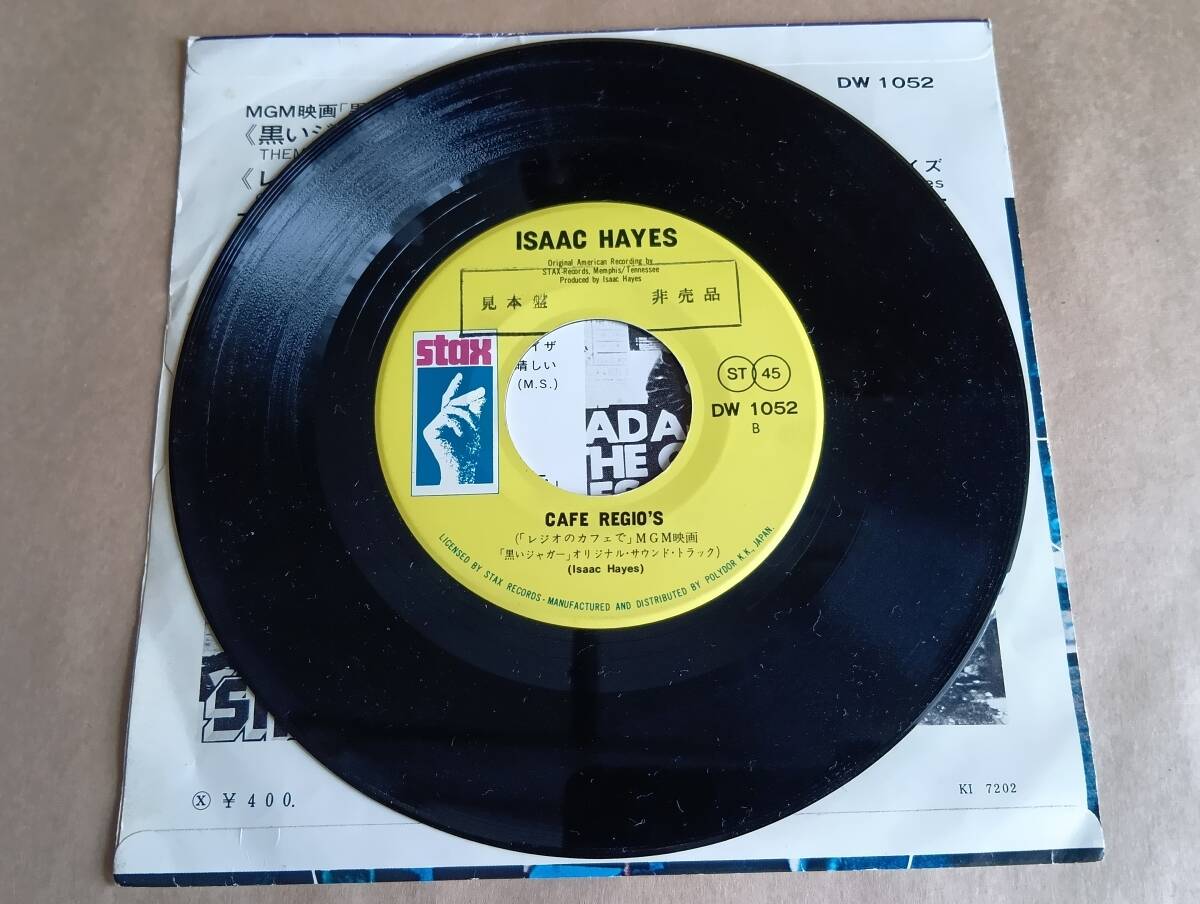 DW 1052
MGM映画「黒
《黒いジャ
THEM
《レ
イズ
es
ISAAC HAYES
Original American Recording by
STAX-Records, Memphis/Tennessee
Produced by Isaac Hayes
見本盤 非売品
stax
イザ
晴しい
(M.S.)
AD A
THE C
ST 45
DW 1052
B
CAFE REGIO'S
(「レジオのカフェで」MGM映画
「黒いジャガー」オリジナル・サウンド・トラック)
(Isaac Hayes)
LICENSED BY STAX RECORDS - MANUFACTURED AND DISTRIBUTED BY POLYDOR K.K., JAPAN.
Ⓧ ¥400.
KI 7202